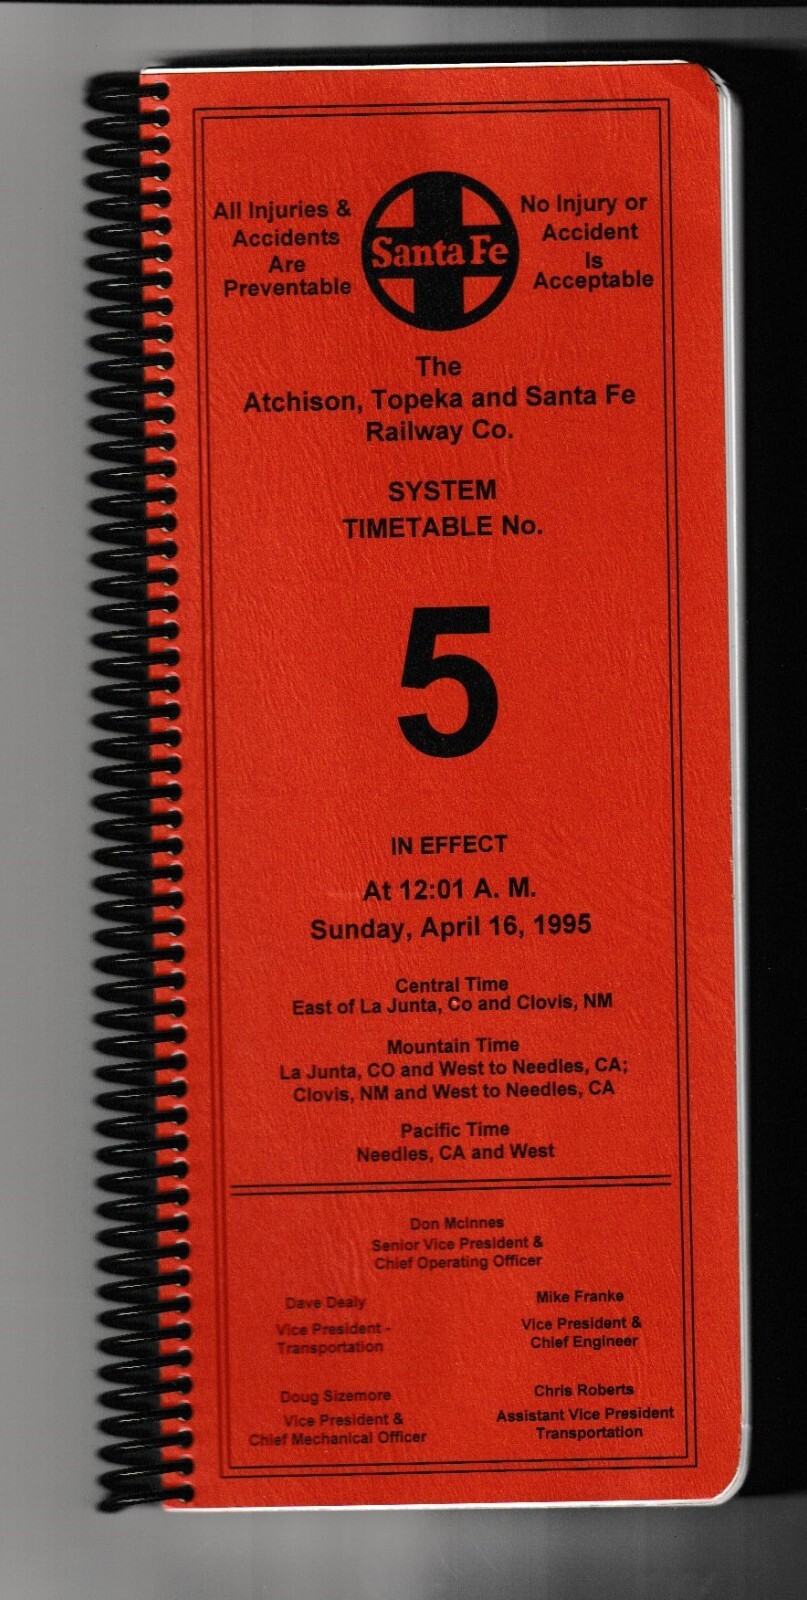 All Injuries &
Accidents
Are
Preventable
Santa Fe
No Injury or
Accident
Is
Acceptable
The
Atchison, Topeka and Santa Fe
Railway Co.
SYSTEM
TIMETABLE No.
5
IN EFFECT
At 12:01 A. M.
Sunday, April 16, 1995
Central Time
East of La Junta, Co and Clovis, NM
Mountain Time
La Junta, CO and West to Needles, CA;
Clovis, NM and West to Needles, CA
Pacific Time
Needles, CA and West
Don McInnes
Senior Vice President &
Chief Operating Officer
Dave Dealy
Vice President -
Transportation
Mike Franke
Vice President &
Chief Engineer
Doug Sizemore
Vice President &
Chief Mechanical Officer
Chris Roberts
Assistant Vice President
Transportation